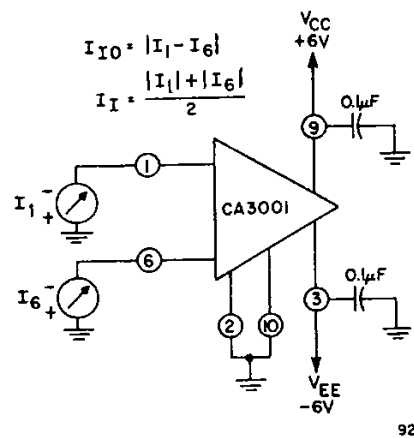 I_IO = |I_1 - I_6|
I_I = |I_1| + |I_6| / 2
V_CC
+6V
0.1µF
9
1
- I_1 +
CA3001
6
- I_6 +
2
10
0.1µF
3
V_EE
-6V
92